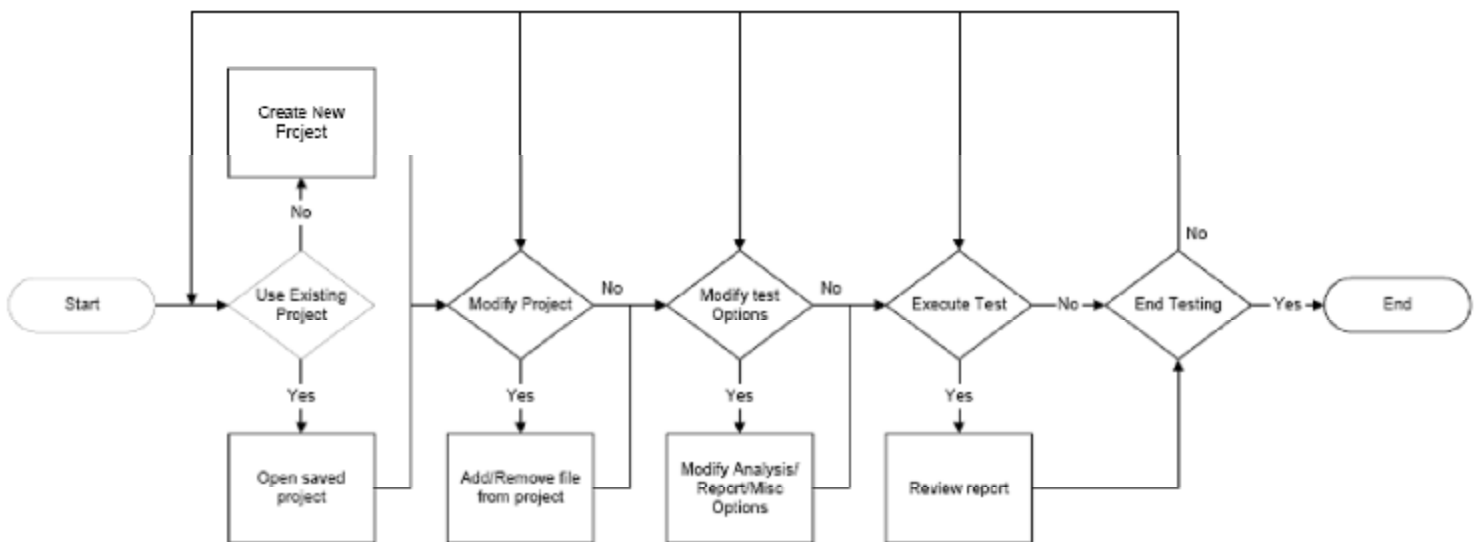 Create New
Project
No
No
Start
Use Existing
Project
Modify Project
No
Modify test
Options
No
Execute Test
No
End Testing
Yes
End
Yes
Yes
Yes
Yes
Open saved
project
Add/Remove file
from project
Modify Analysis/
Report/Misc
Options
Review report